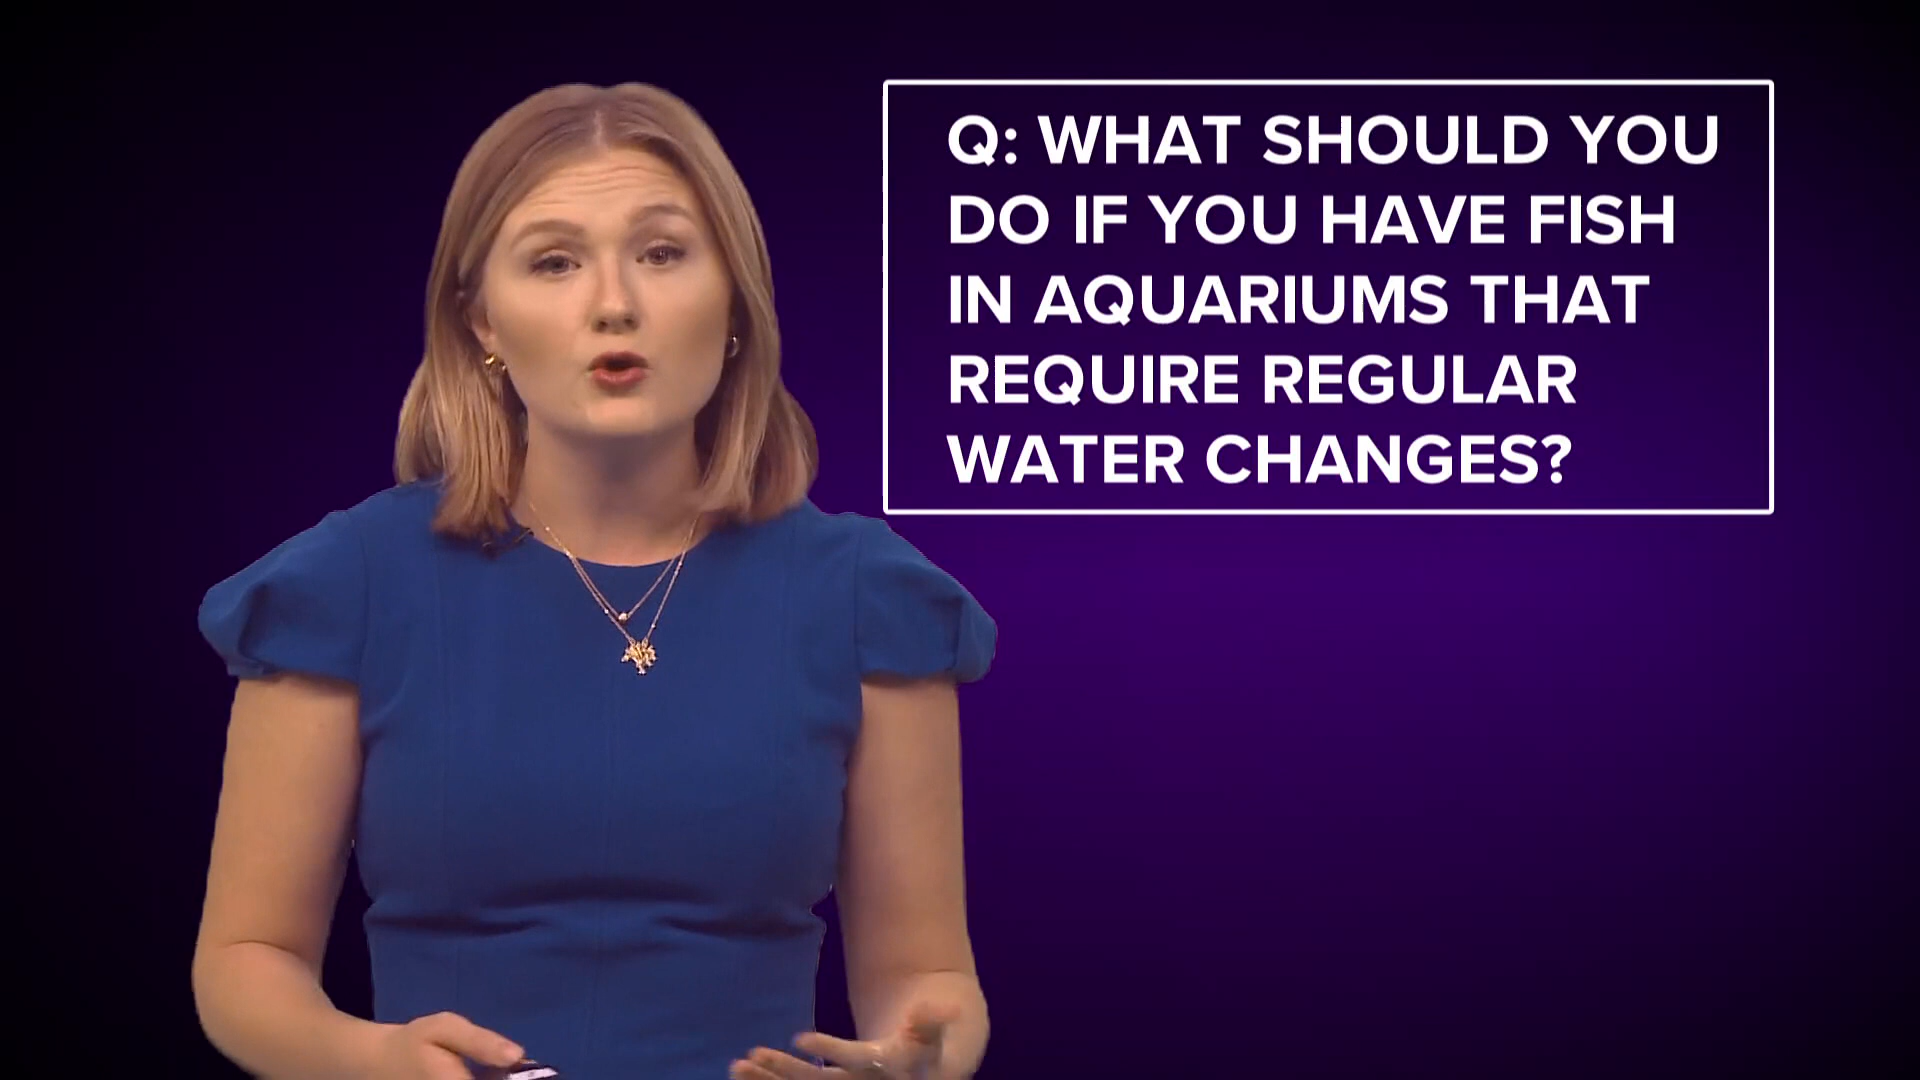 Q: WHAT SHOULD YOU
DO IF YOU HAVE FISH
IN AQUARIUMS THAT
REQUIRE REGULAR
WATER CHANGES?